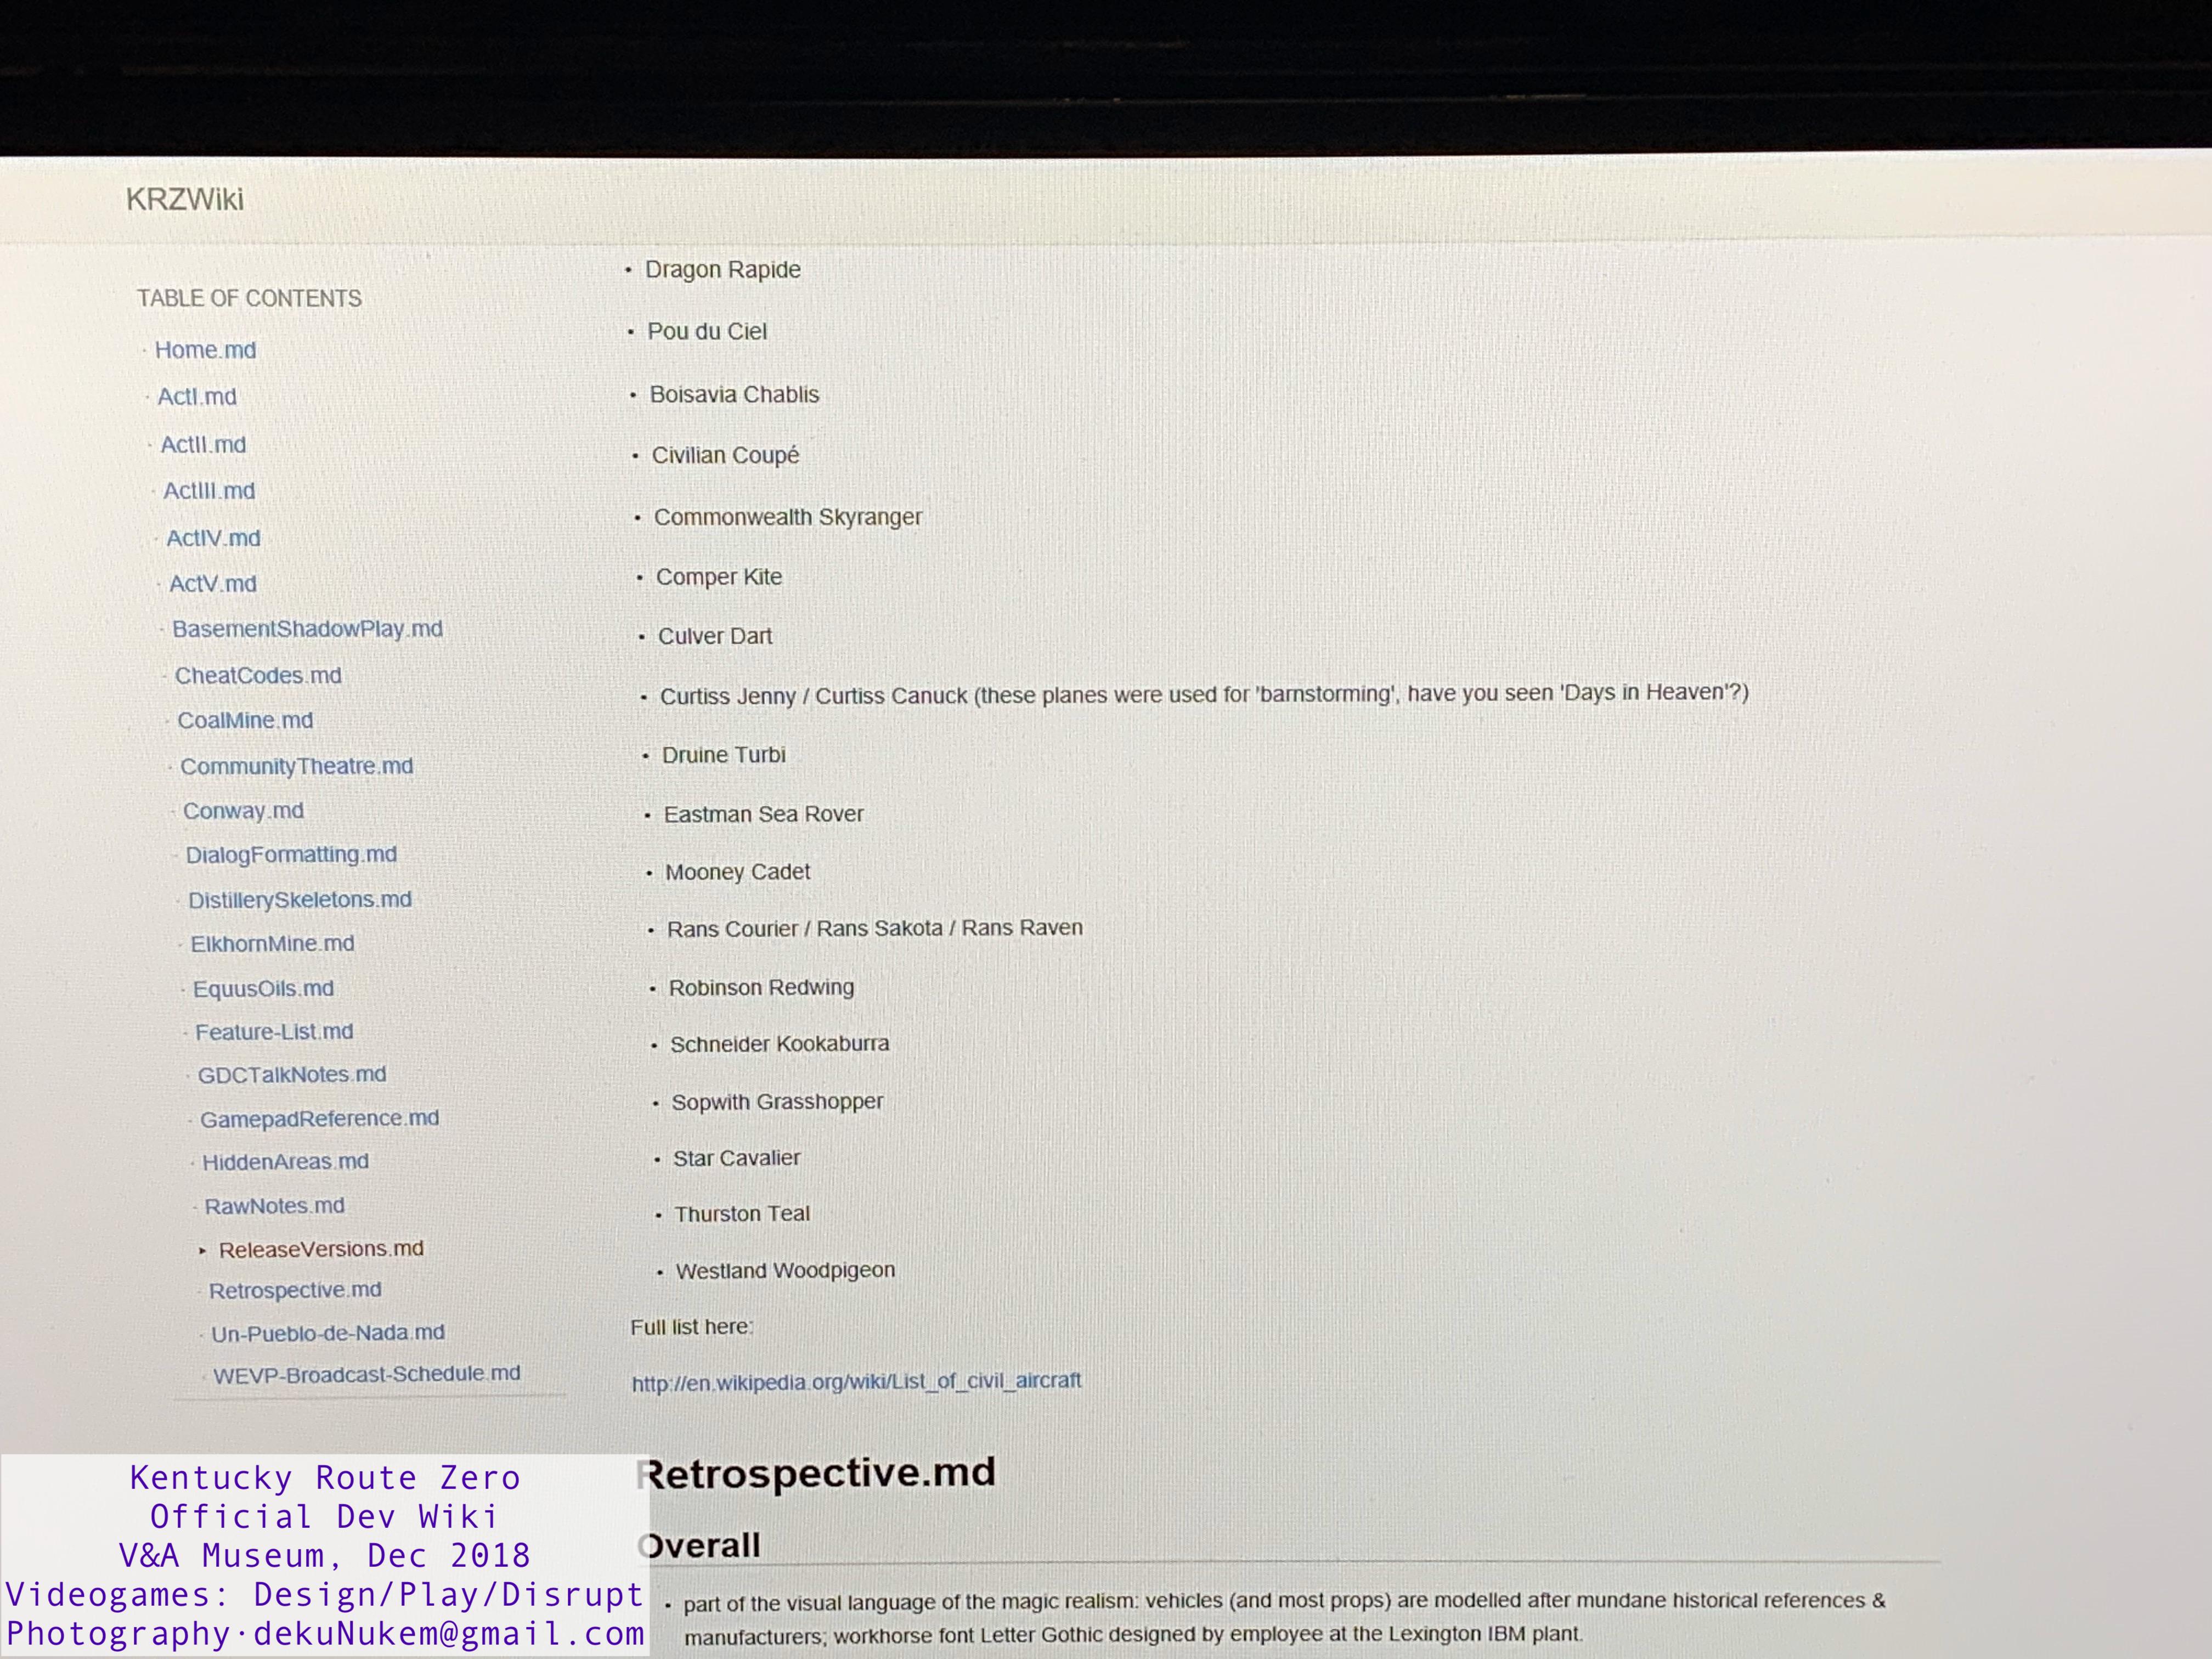 KRZWiki
TABLE OF CONTENTS
· Home.md
· ActI.md
· ActII.md
· ActIII.md
· ActIV.md
· ActV.md
· BasementShadowPlay.md
· CheatCodes.md
· CoalMine.md
· CommunityTheatre.md
· Conway.md
· DialogFormatting.md
· DistillerySkeletons.md
· ElkhornMine.md
· EquusOils.md
· Feature-List.md
· GDCTalkNotes.md
· GamepadReference.md
· HiddenAreas.md
· RawNotes.md
▸ ReleaseVersions.md
· Retrospective.md
· Un-Pueblo-de-Nada.md
· WEVP-Broadcast-Schedule.md
• Dragon Rapide
• Pou du Ciel
• Boisavia Chablis
• Civilian Coupé
• Commonwealth Skyranger
• Comper Kite
• Culver Dart
• Curtiss Jenny / Curtiss Canuck (these planes were used for 'barnstorming', have you seen 'Days in Heaven'?)
• Druine Turbi
• Eastman Sea Rover
• Mooney Cadet
• Rans Courier / Rans Sakota / Rans Raven
• Robinson Redwing
• Schneider Kookaburra
• Sopwith Grasshopper
• Star Cavalier
• Thurston Teal
• Westland Woodpigeon
Full list here:
http://en.wikipedia.org/wiki/List_of_civil_aircraft
Retrospective.md
Overall
• part of the visual language of the magic realism: vehicles (and most props) are modelled after mundane historical references &
manufacturers; workhorse font Letter Gothic designed by employee at the Lexington IBM plant.
Kentucky Route Zero
Official Dev Wiki
V&A Museum, Dec 2018
Videogames: Design/Play/Disrupt
Photography·dekuNukem@gmail.com